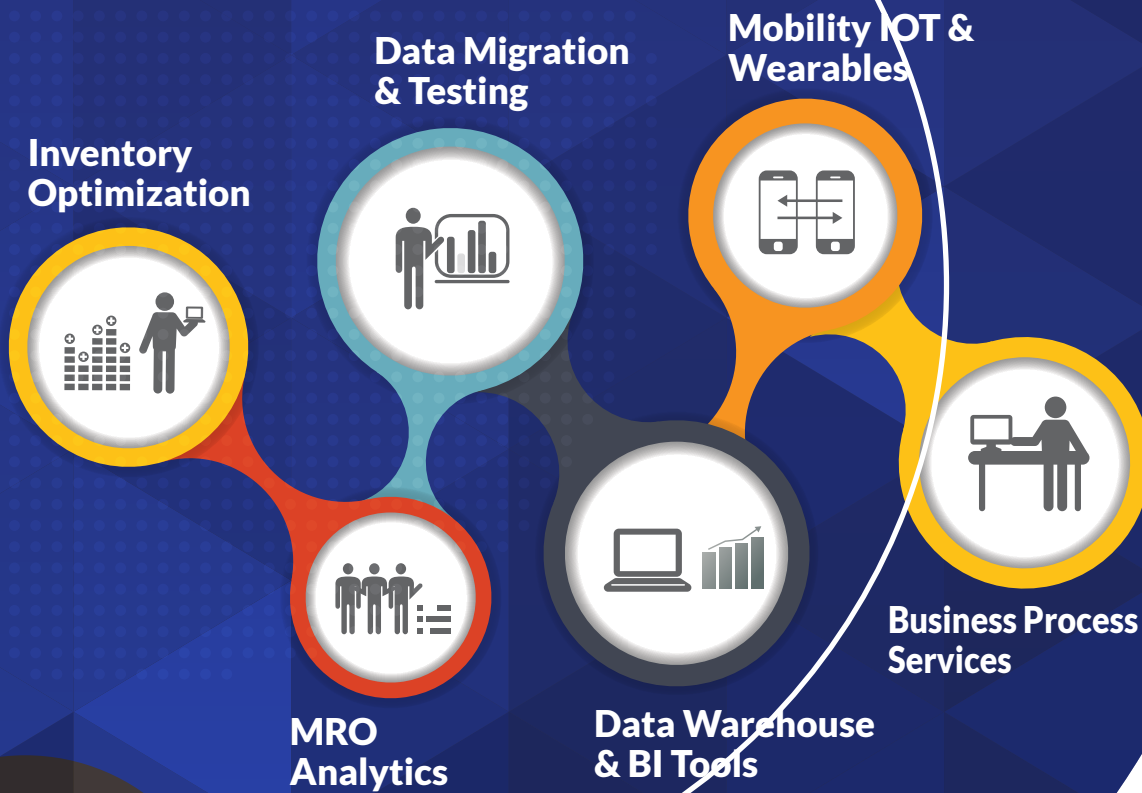 Inventory
Optimization
MRO
Analytics
Data Migration
& Testing
Data Warehouse
& BI Tools
Mobility IOT &
Wearables
Business Process
Services